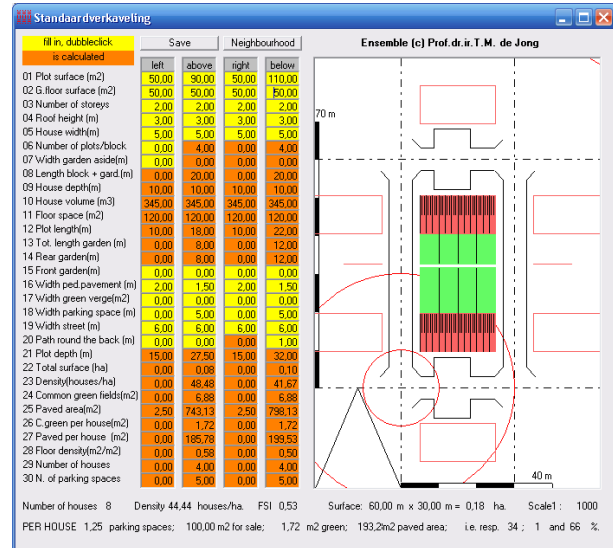 Standaardverkaveling
fill in, dubbleclick Save Neighbourhood Ensemble (c) Prof.dr.ir.T.M. de Jong
is calculated
left above right below
01 Plot surface (m2) 50,00 90,00 50,00 110,00
02 G.floor surface (m2) 50,00 50,00 50,00 50,00
03 Number of storeys 2,00 2,00 2,00 2,00
04 Roof height (m) 3,00 3,00 3,00 3,00
05 House width(m) 5,00 5,00 5,00 5,00
06 Number of plots/block 0,00 4,00 0,00 4,00
07 Width garden aside(m) 0,00 0,00 0,00 0,00
08 Length block + gard.(m) 0,00 20,00 0,00 20,00
09 House depth(m) 10,00 10,00 10,00 10,00
10 House volume (m3) 345,00 345,00 345,00 345,00
11 Floor space (m2) 120,00 120,00 120,00 120,00
12 Plot length(m) 10,00 18,00 10,00 22,00
13 Tot. length garden (m) 0,00 8,00 0,00 12,00
14 Rear garden(m) 0,00 8,00 0,00 12,00
15 Front garden(m) 0,00 0,00 0,00 0,00
16 Width ped.pavement (m) 2,00 1,50 2,00 1,50
17 Width green verge(m2) 0,00 0,00 0,00 0,00
18 Width parking space (m) 0,00 5,00 0,00 5,00
19 Width street (m) 6,00 6,00 6,00 6,00
20 Path round the back (m) 0,00 0,00 0,00 1,00
21 Plot depth (m) 15,00 27,50 15,00 32,00
22 Total surface (ha) 0,00 0,08 0,00 0,10
23 Density(houses/ha) 0,00 48,48 0,00 41,67
24 Common green fields(m2) 0,00 6,88 0,00 6,88
25 Paved area(m2) 2,50 743,13 2,50 798,13
26 C.green per house(m2) 0,00 1,72 0,00 1,72
27 Paved per house (m2) 0,00 185,78 0,00 199,53
28 Floor density(m2/m2) 0,00 0,58 0,00 0,50
29 Number of houses 0,00 4,00 0,00 4,00
30 N. of parking spaces 0,00 5,00 0,00 5,00
70 m
40 m
Number of houses 8 Density 44,44 houses/ha. FSI 0,53 Surface: 60,00 m x 30,00 m = 0,18 ha. Scale1 : 1000
PER HOUSE 1,25 parking spaces; 100,00 m2 for sale; 1,72 m2 green; 193,2m2 paved area; i.e. resp. 34 ; 1 and 66 %.